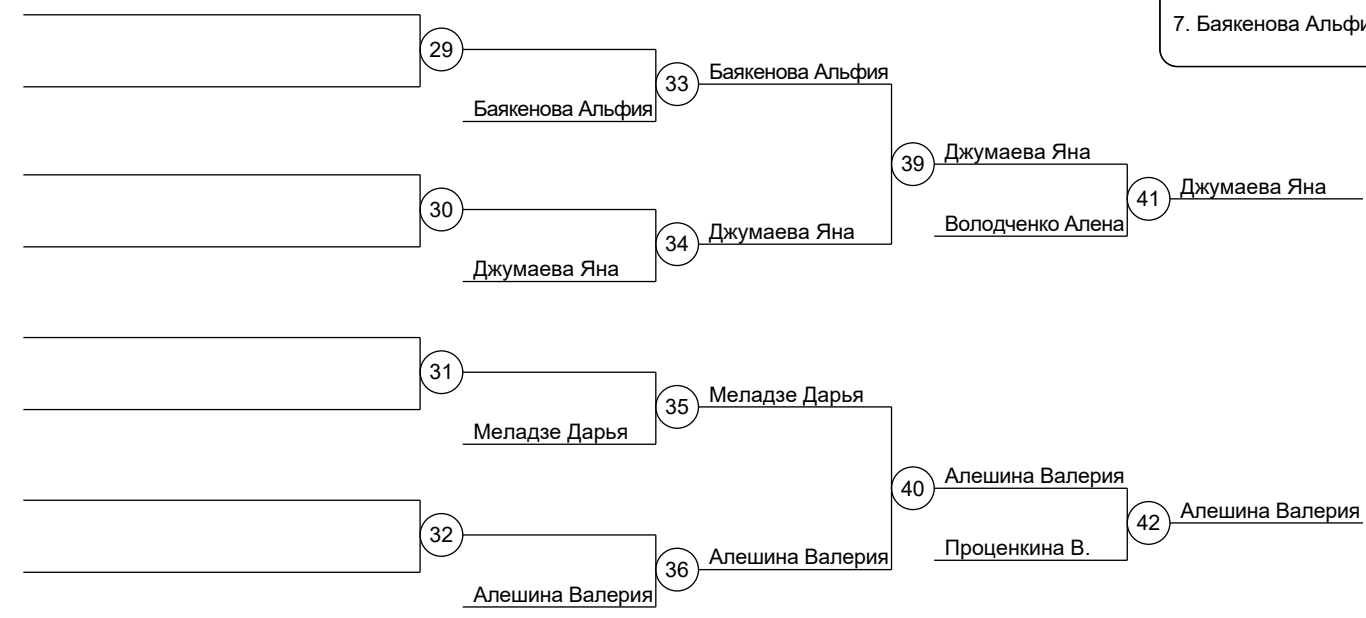 7. Баякенова Альфи
29
33
Баякенова Альфия
Баякенова Альфия
39
Джумаева Яна
41
Джумаева Яна
30
34
Джумаева Яна
Володченко Алена
Джумаева Яна
31
35
Меладзе Дарья
Меладзе Дарья
40
Алешина Валерия
42
Алешина Валерия
32
36
Алешина Валерия
Проценкина В.
Алешина Валерия